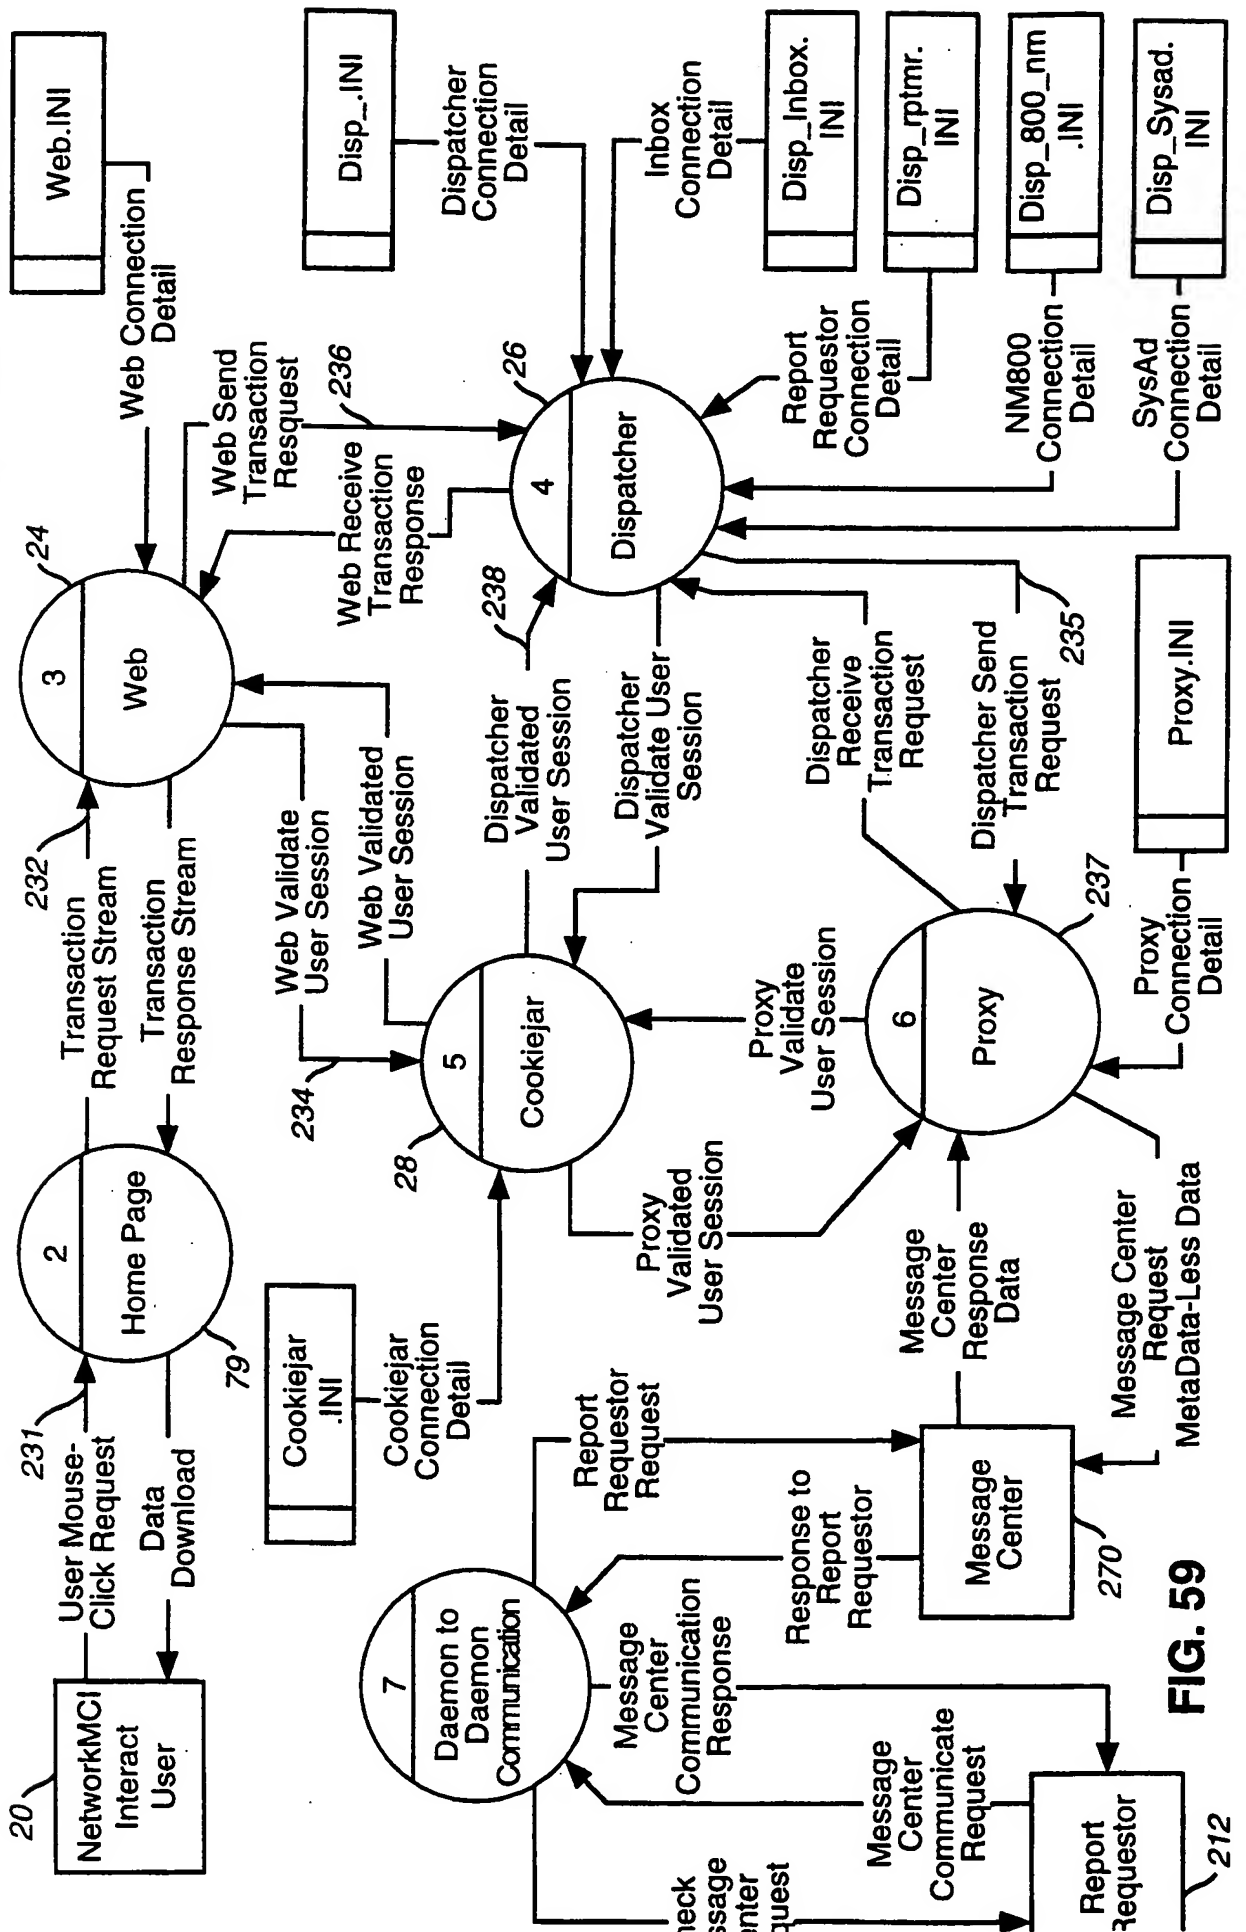 20
NetworkMCI
Interact
User
User Mouse-
Click Request
231
Data
Download
2
Home Page
79
Transaction
Request Stream
232
Transaction
Response Stream
3
Web
24
Web Connection
Detail
Web.INI
Web Validate
User Session
234
Web Validated
User Session
Web Send
Transaction
Resquest
236
Web Receive
Transaction
Response
Cookiejar
.INI
Cookiejar
Connection
Detail
28
5
Cookiejar
Dispatcher
Validated
User Session
238
Dispatcher
Validate User
Session
26
4
Dispatcher
Disp_.INI
Dispatcher
Connection
Detail
Inbox
Connection
Detail
Disp_Inbox.
INI
Report
Requestor
Connection
Detail
Disp_rptmr.
INI
NM800
Connection
Detail
Disp_800_nm
.INI
SysAd
Connection
Detail
Disp_Sysad.
INI
Dispatcher
Receive
Transaction
Request
Dispatcher Send
Transaction
Request
235
Proxy
Validated
User Session
Proxy
Validate
User Session
6
Proxy
237
Proxy
Connection
Detail
Proxy.INI
7
Daemon to
Daemon
Communication
Report
Requestor
Request
Response to
Report
Requestor
Message
Center
Response
Data
Message Center
Request
MetaData-Less Data
Message
Center
270
Message
Center
Communication
Response
Message
Center
Communicate
Request
Report
212
FIG. 59